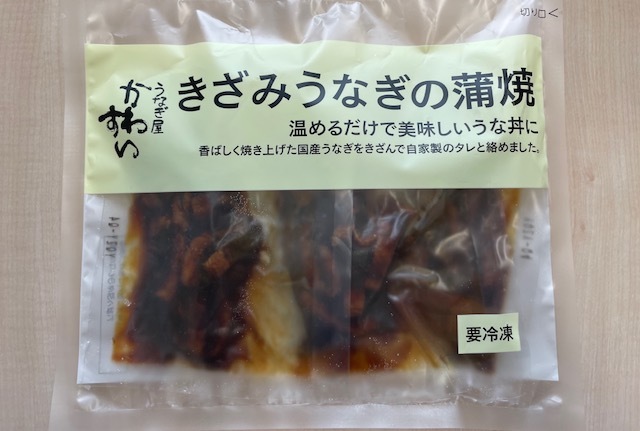 切り口く
うなぎ屋
かわすい
きざみうなぎの蒲焼
温めるだけで美味しいうな丼に
香ばしく焼き上げた国産うなぎをきざんで自家製のタレと絡めました。
要冷凍